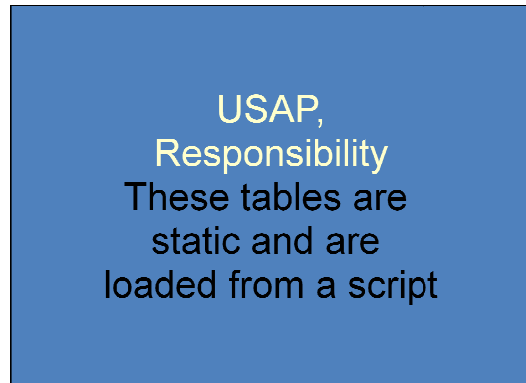 USAP,
Responsibility
These tables are
static and are
loaded from a script